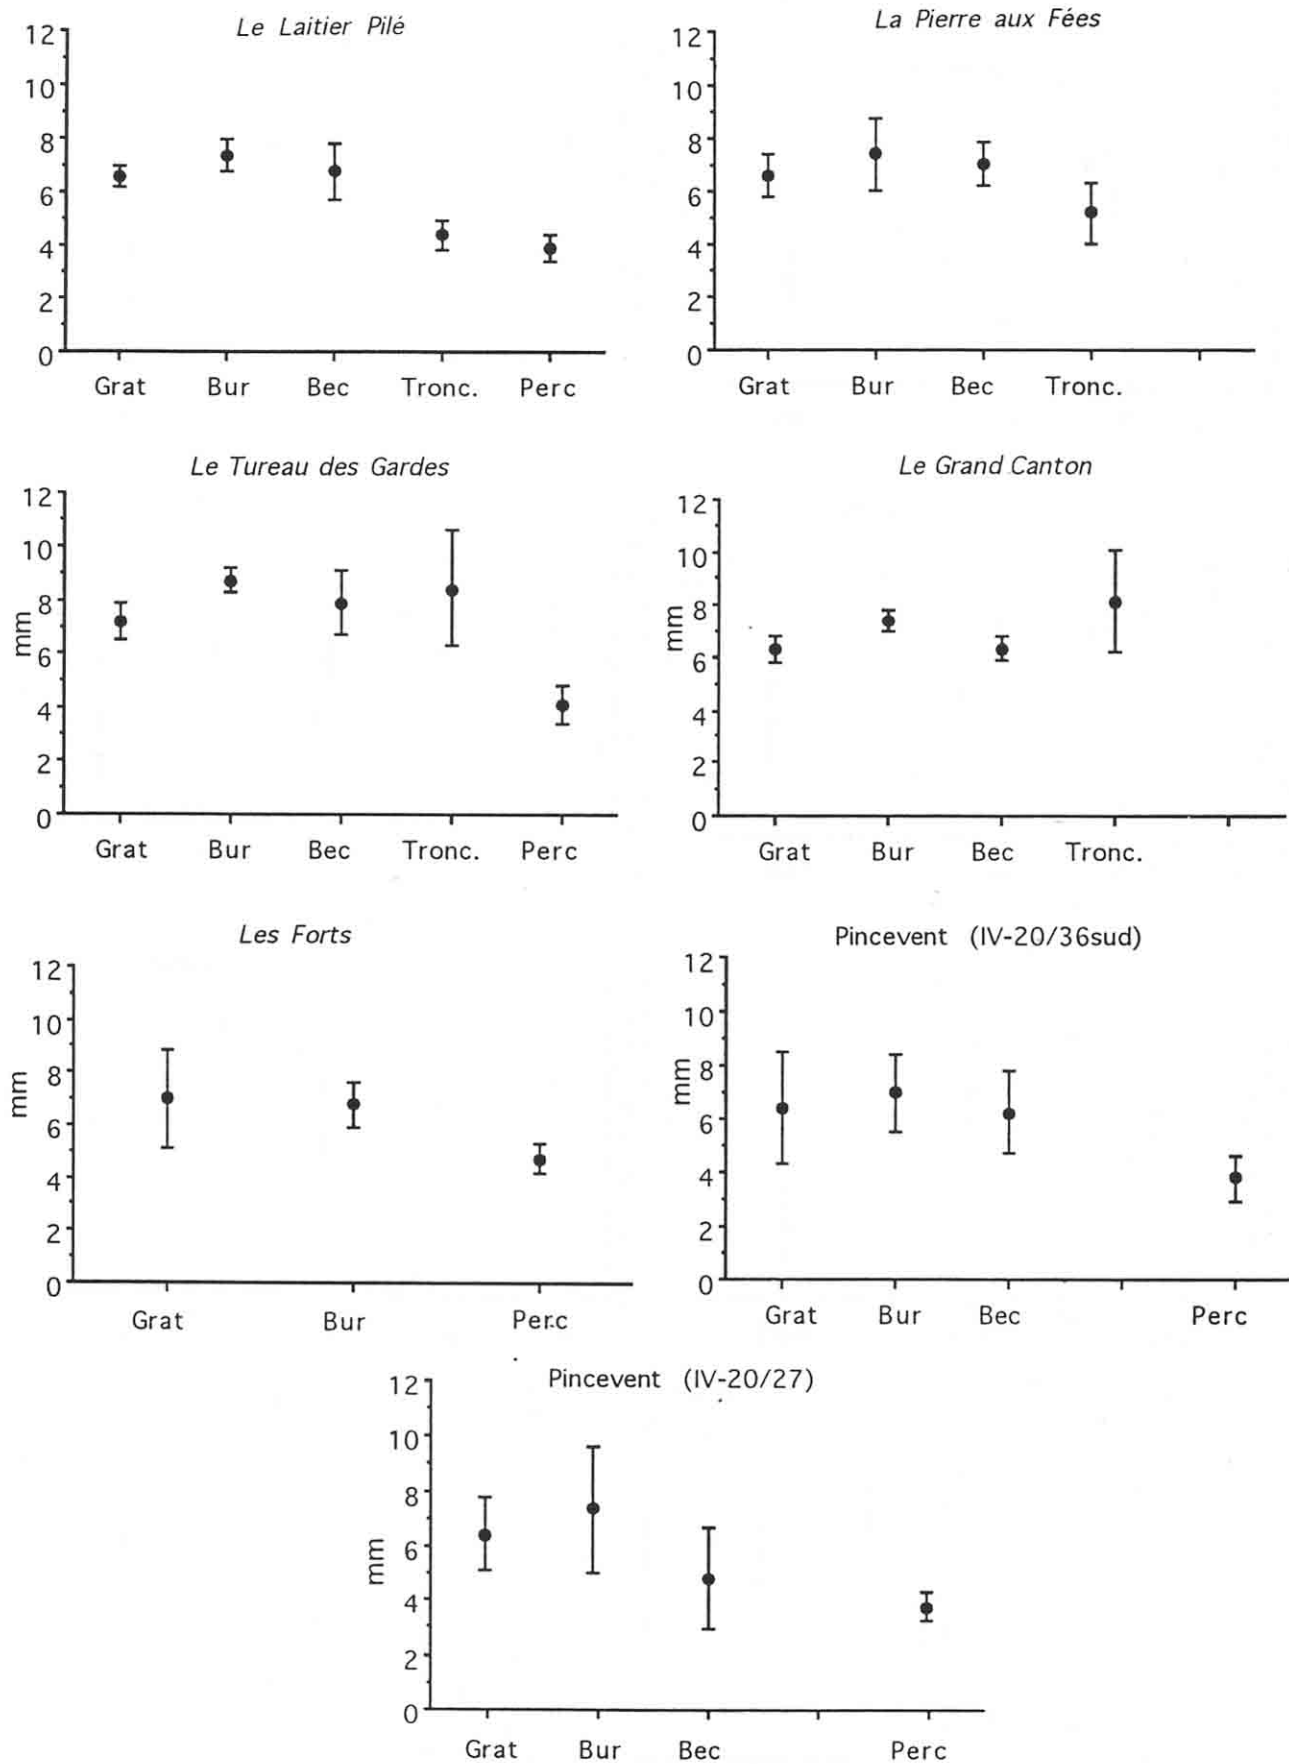 Le Laitier Pilé
12
10
8
6
4
2
0
Grat Bur Bec Tronc. Perc
La Pierre aux Fées
12
10
8
6
4
2
0
Grat Bur Bec Tronc.
Le Tureau des Gardes
12
10
8
6
4
2
0
mm
Grat Bur Bec Tronc. Perc
Le Grand Canton
12
10
8
6
4
2
0
mm
Grat Bur Bec Tronc.
Les Forts
12
10
8
6
4
2
0
mm
Grat Bur Perc
Pincevent (IV-20/36sud)
12
10
8
6
4
2
0
mm
Grat Bur Bec Perc
Pincevent (IV-20/27)
12
10
8
6
4
2
0
mm
Grat Bur Bec Perc